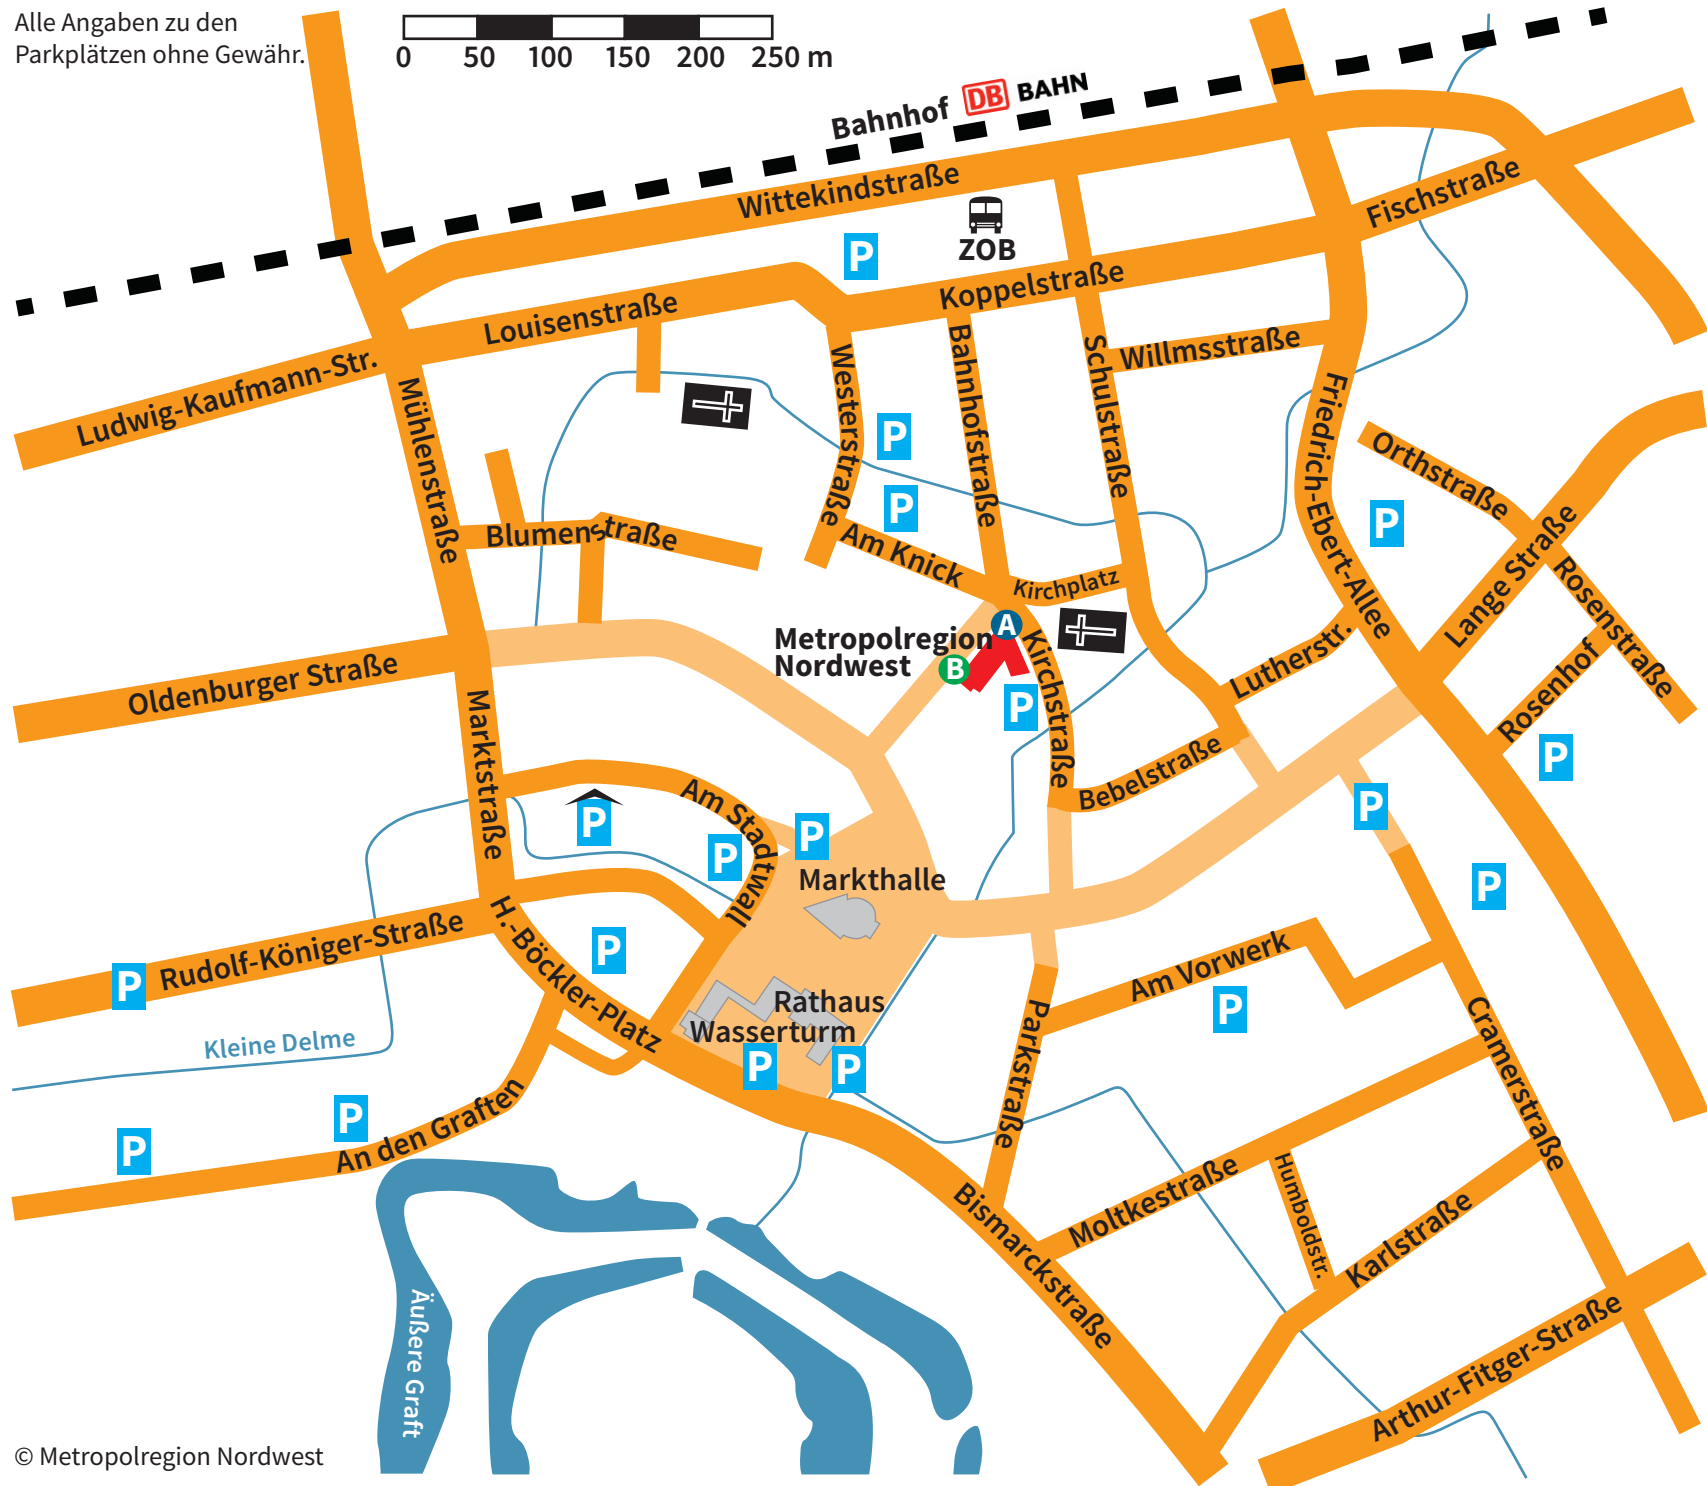 Alle Angaben zu den
Parkplätzen ohne Gewähr.
0 50 100 150 200 250 m
Bahnhof DB BAHN
Wittekindstraße
Fischstraße
P
ZOB
Koppelstraße
Louisenstraße
Ludwig-Kaufmann-Str.
Mühlenstraße
Westerstraße
Bahnhofstraße
Schulstraße
Willmsstraße
Friedrich-Ebert-Allee
P
P
Orthstraße
P
Lange Straße
Rosenstraße
Rosenhof
P
Blumenstraße
Am Knick
Kirchplatz
A
Metropolregion
Nordwest
B
P
Kirchstraße
Lutherstr.
Oldenburger Straße
Marktstraße
Bebelstraße
P
P
Am Stadtwall
P
P
P
Markthalle
P
H.-Böckler-Platz
Rudolf-Königer-Straße
P
P
Am Vorwerk
P
Rathaus
Wasserturm
P
P
Parkstraße
Cramerstraße
Kleine Delme
An den Graften
P
P
Moltkestraße
Humboldstr.
Karlstraße
Bismarckstraße
Arthur-Fitger-Straße
Äußere Graft
© Metropolregion Nordwest